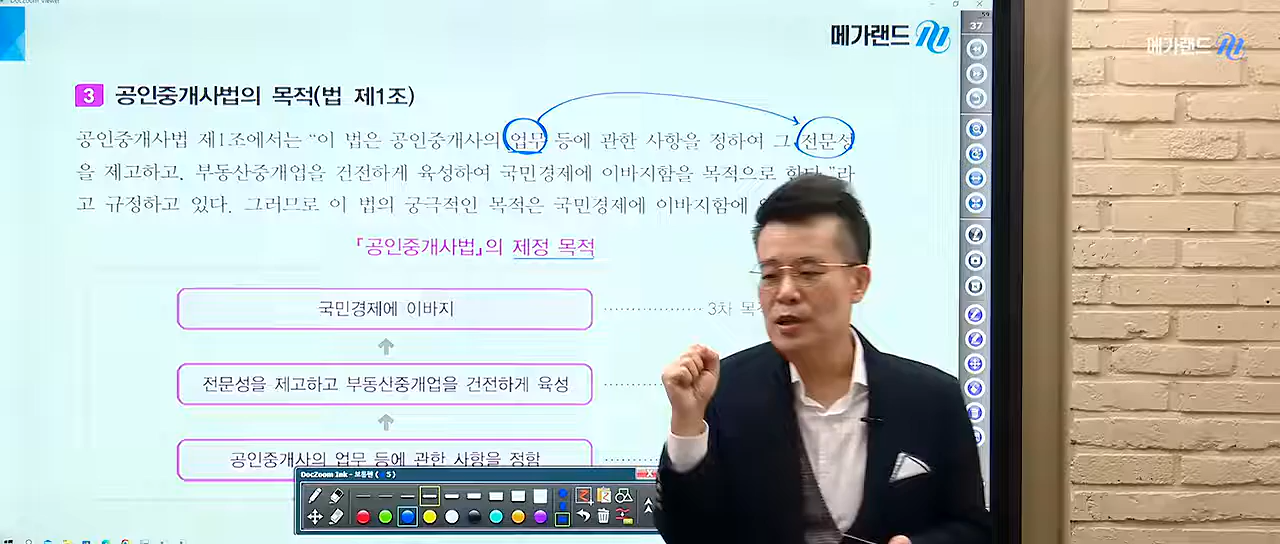 DocZoom Viewer
59
37
메가랜드
메가랜드
3 공인중개사법의 목적(법 제1조)
공인중개사법 제1조에서는 "이 법은 공인중개사의 업무 등에 관한 사항을 정하여 그 전문성
을 제고하고, 부동산중개업을 건전하게 육성하여 국민경제에 이바지함을 목적으로 한다."라
고 규정하고 있다. 그러므로 이 법의 궁극적인 목적은 국민경제에 이바지함에
『공인중개사법』의 제정 목적
국민경제에 이바지 3차
전문성을 제고하고 부동산중개업을 건전하게 육성
공인중개사의 업무 등에 관한 사항을 정함
DocZoom Ink - 보통펜 ( 5 )